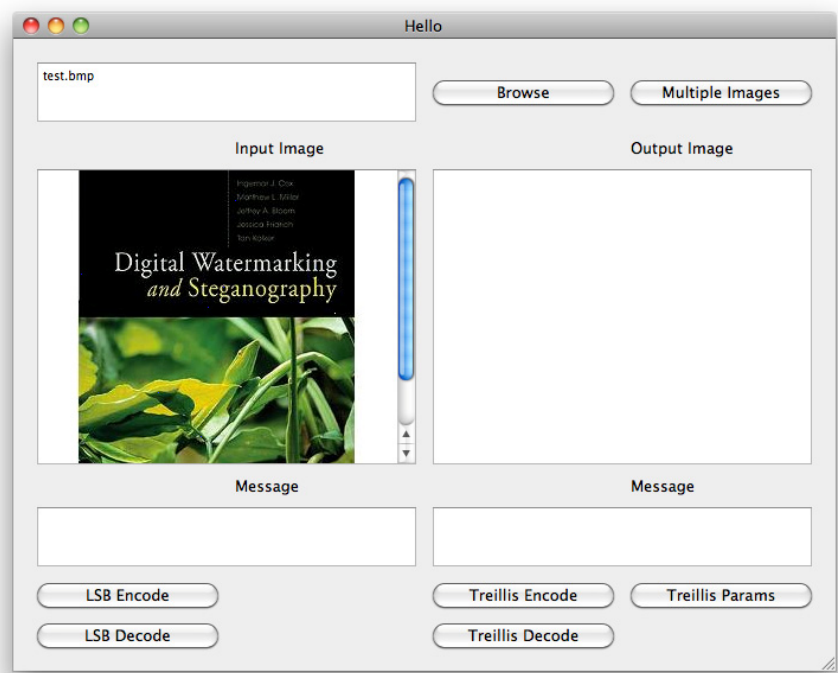 Hello
test.bmp
Browse
Multiple Images
Input Image
Output Image
Ingemar J. Cox
Matthew L. Miller
Jeffrey A. Bloom
Jessica Fridrich
Ton Kalker
Digital Watermarking
and Steganography
Message
Message
LSB Encode
Treillis Encode
Treillis Params
LSB Decode
Treillis Decode